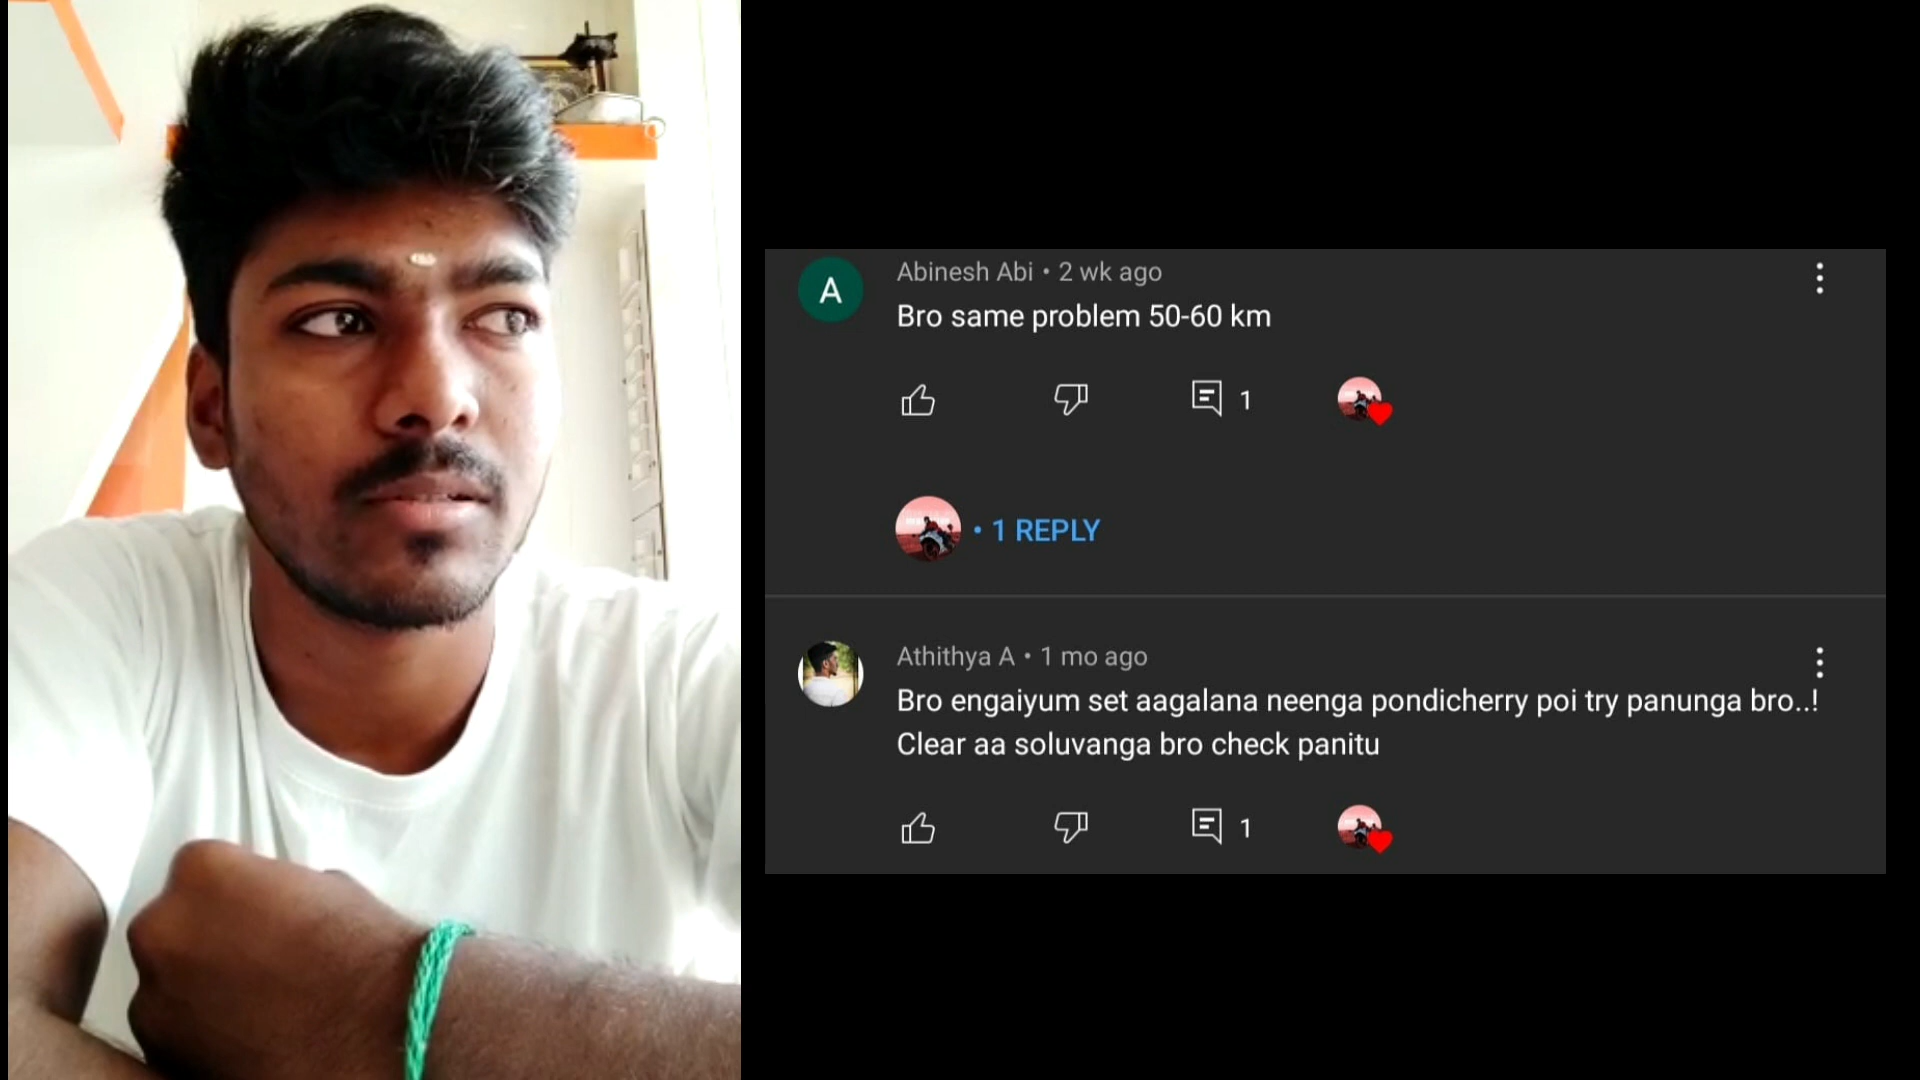 A
Abinesh Abi • 2 wk ago
Bro same problem 50-60 km
1
• 1 REPLY
Athithya A • 1 mo ago
Bro engaiyum set aagalana neenga pondicherry poi try panunga bro..!
Clear aa soluvanga bro check panitu
1